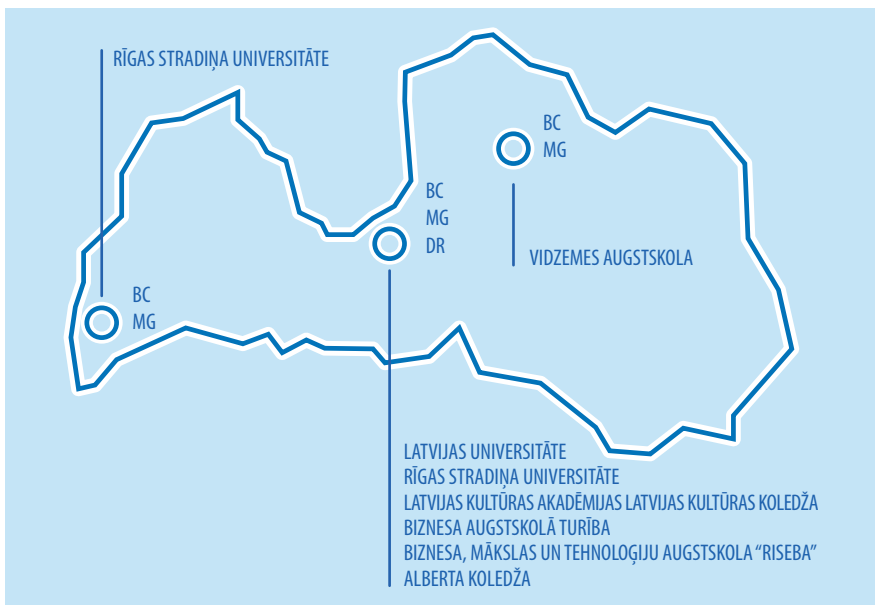 RĪGAS STRADIŅA UNIVERSITĀTE
BC
MG
BC
MG
DR
VIDZEMES AUGSTSKOLA
BC
MG
LATVIJAS UNIVERSITĀTE
RĪGAS STRADIŅA UNIVERSITĀTE
LATVIJAS KULTŪRAS AKADĒMIJAS LATVIJAS KULTŪRAS KOLEDŽA
BIZNESA AUGSTSKOLĀ TURĪBA
BIZNESA, MĀKSLAS UN TEHNOLOĢIJU AUGSTSKOLA “RISEBA”
ALBERTA KOLEDŽA